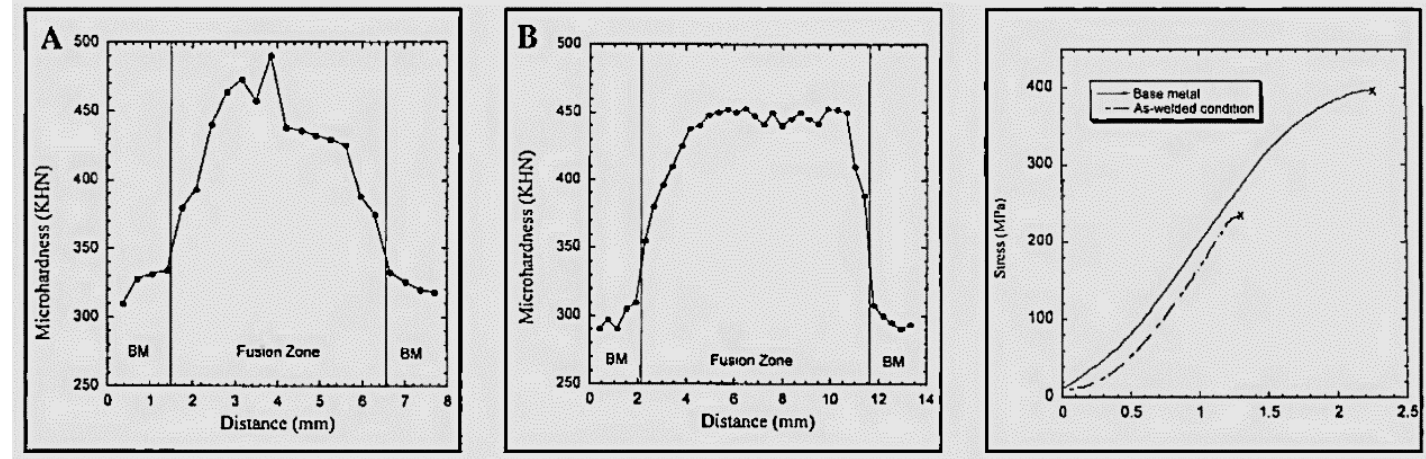 A
500
450
400
350
300
250
Microhardness (KHN)
BM
Fusion Zone
BM
0 1 2 3 4 5 6 7 8
Distance (mm)
B
500
450
400
350
300
250
Microhardness (KHN)
BM
Fusion Zone
BM
0 2 4 6 8 10 12 14
Distance (mm)
Base metal
As-welded condition
400
300
200
100
0
Stress (MPa)
0 0.5 1 1.5 2 2.5